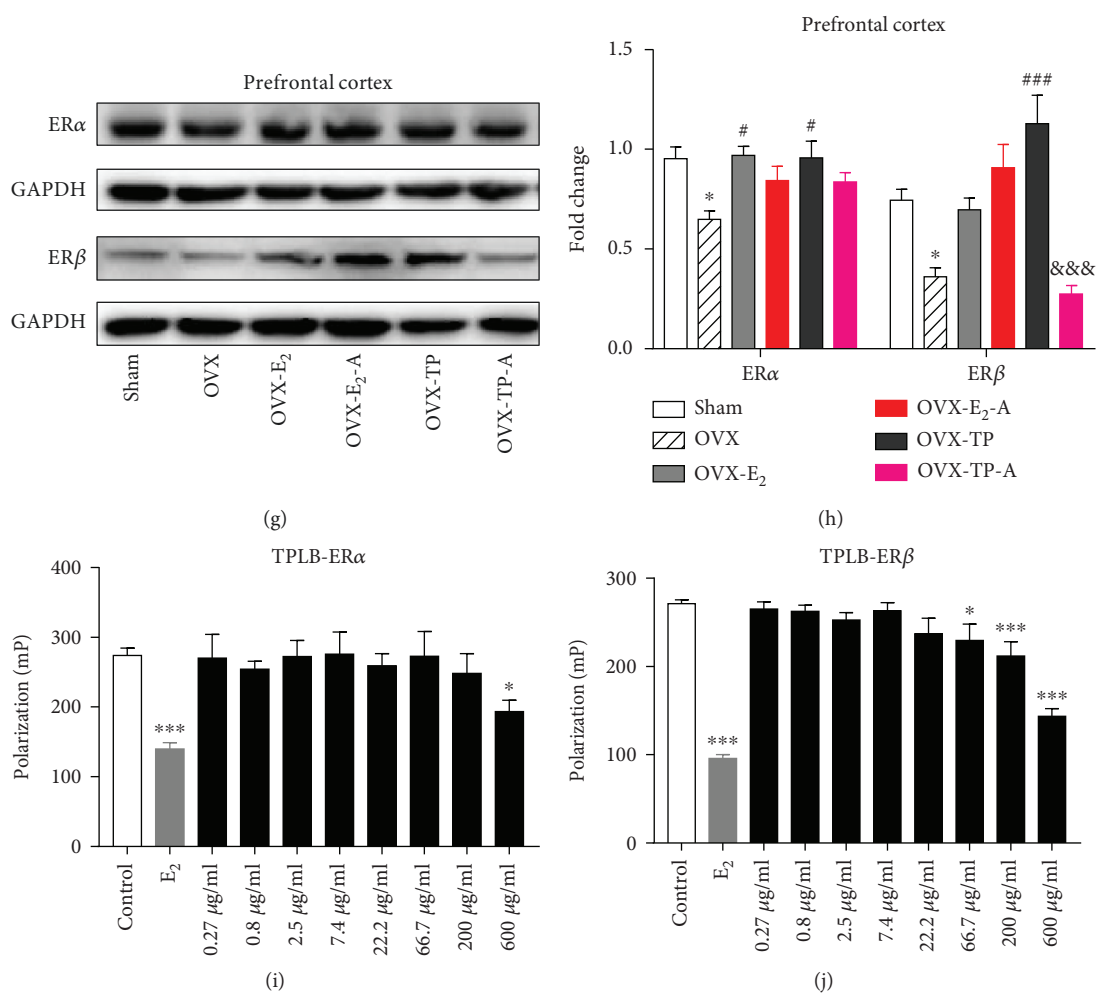 Prefrontal cortex
ERα
GAPDH
ERβ
GAPDH
Sham
OVX
OVX-E₂
OVX-E₂-A
OVX-TP
OVX-TP-A
(g)
Prefrontal cortex
Fold change
1.5
1.0
0.5
0.0
*
#
#
*
###
&&&
ERα
ERβ
Sham
OVX
OVX-E₂
OVX-E₂-A
OVX-TP
OVX-TP-A
(h)
TPLB-ERα
Polarization (mP)
400
300
200
100
0
***
*
Control
E₂
0.27 μg/ml
0.8 μg/ml
2.5 μg/ml
7.4 μg/ml
22.2 μg/ml
66.7 μg/ml
200 μg/ml
600 μg/ml
(i)
TPLB-ERβ
Polarization (mP)
300
200
100
0
***
*
***
***
Control
E₂
0.27 μg/ml
0.8 μg/ml
2.5 μg/ml
7.4 μg/ml
22.2 μg/ml
66.7 μg/ml
200 μg/ml
600 μg/ml
(j)